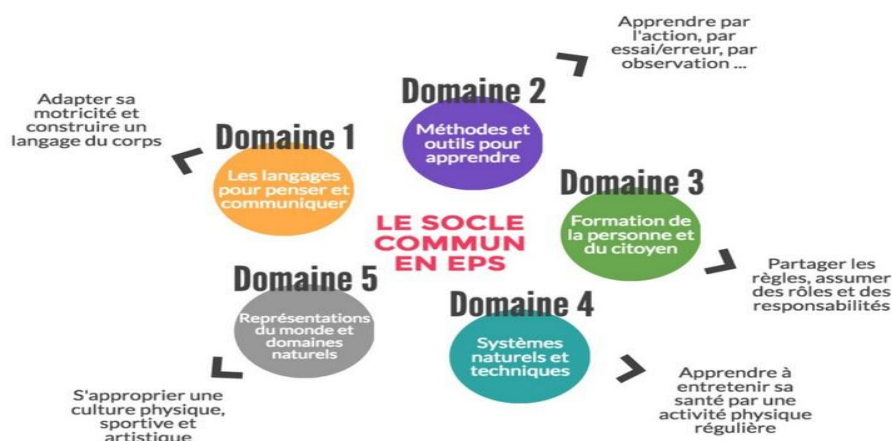 LE SOCLE
COMMUN
EN EPS
Domaine 1
Les langages
pour penser et
communiquer
Adapter sa
motricité et
construire un
langage du corps
Domaine 2
Méthodes et
outils pour
apprendre
Apprendre par
l'action, par
essai/erreur, par
observation ...
Domaine 3
Formation de
la personne et
du citoyen
Partager les
règles, assumer
des rôles et des
responsabilités
Domaine 4
Systèmes
naturels et
techniques
Apprendre à
entretenir sa
santé par une
activité physique
régulière
Domaine 5
Représentations
du monde et
domaines
naturels
S'approprier une
culture physique,
sportive et
artistique